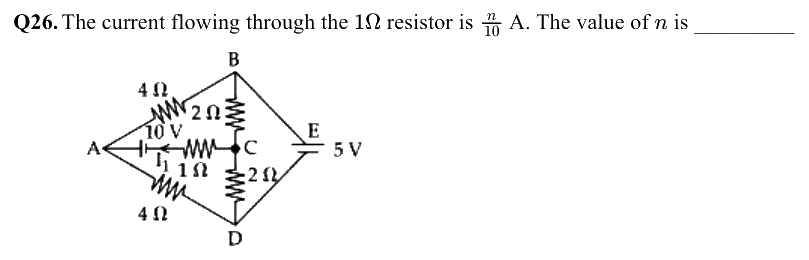 Q26. The current flowing through the 1Ω resistor is n/10 A. The value of n is __________
B
4 Ω
2 Ω
10 V
E
A
C
5 V
I₁
1 Ω
2 Ω
4 Ω
D